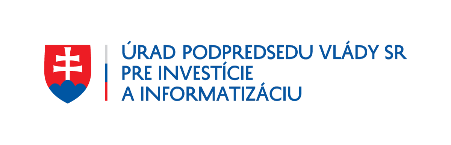 ÚRAD PODPREDSEDU VLÁDY SR
PRE INVESTÍCIE
A INFORMATIZÁCIU